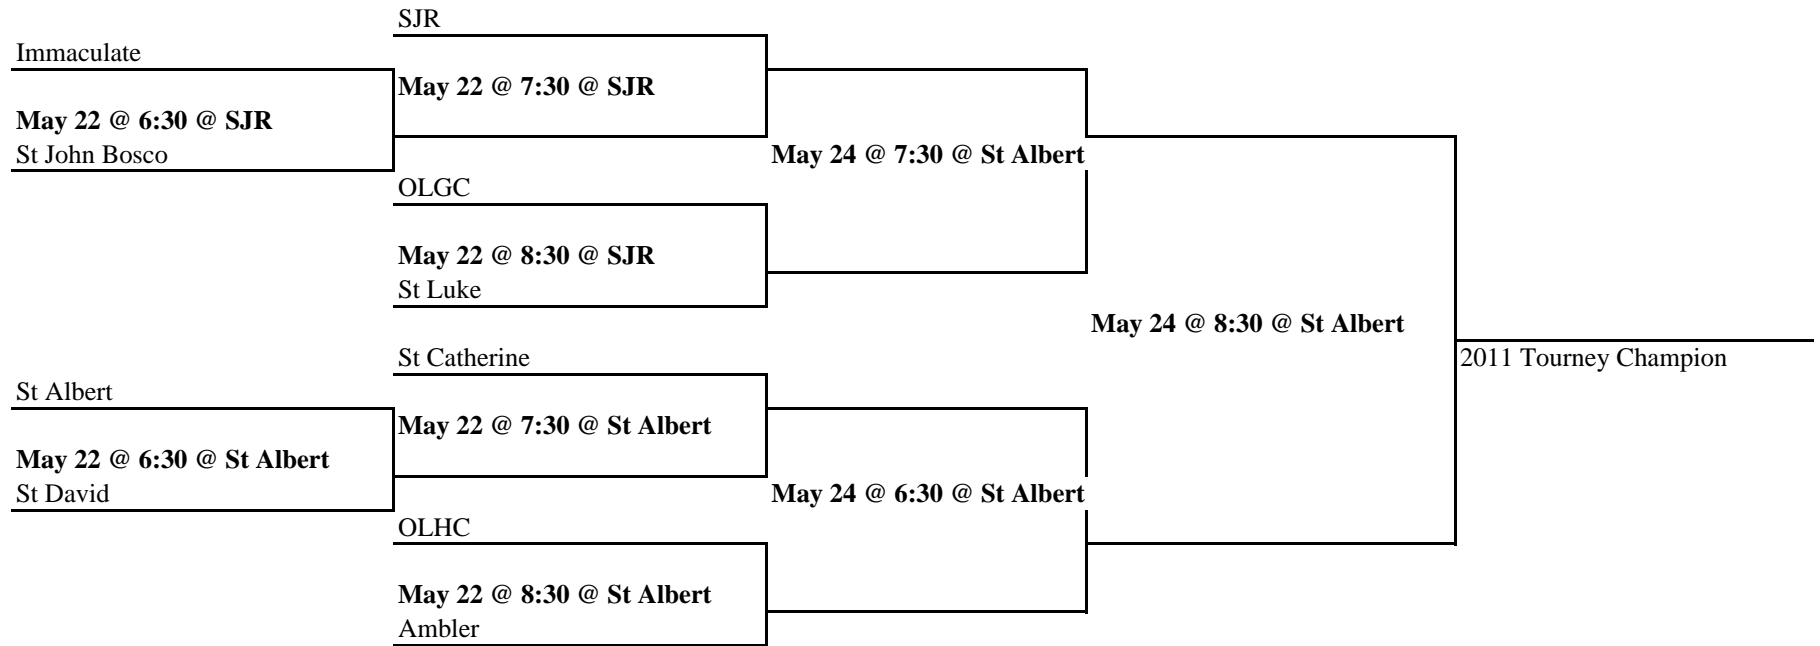 SJR
Immaculate
May 22 @ 7:30 @ SJR
May 22 @ 6:30 @ SJR
St John Bosco
May 24 @ 7:30 @ St Albert
OLGC
May 22 @ 8:30 @ SJR
St Luke
May 24 @ 8:30 @ St Albert
St Catherine
2011 Tourney Champion
St Albert
May 22 @ 7:30 @ St Albert
May 22 @ 6:30 @ St Albert
St David
May 24 @ 6:30 @ St Albert
OLHC
May 22 @ 8:30 @ St Albert
Ambler